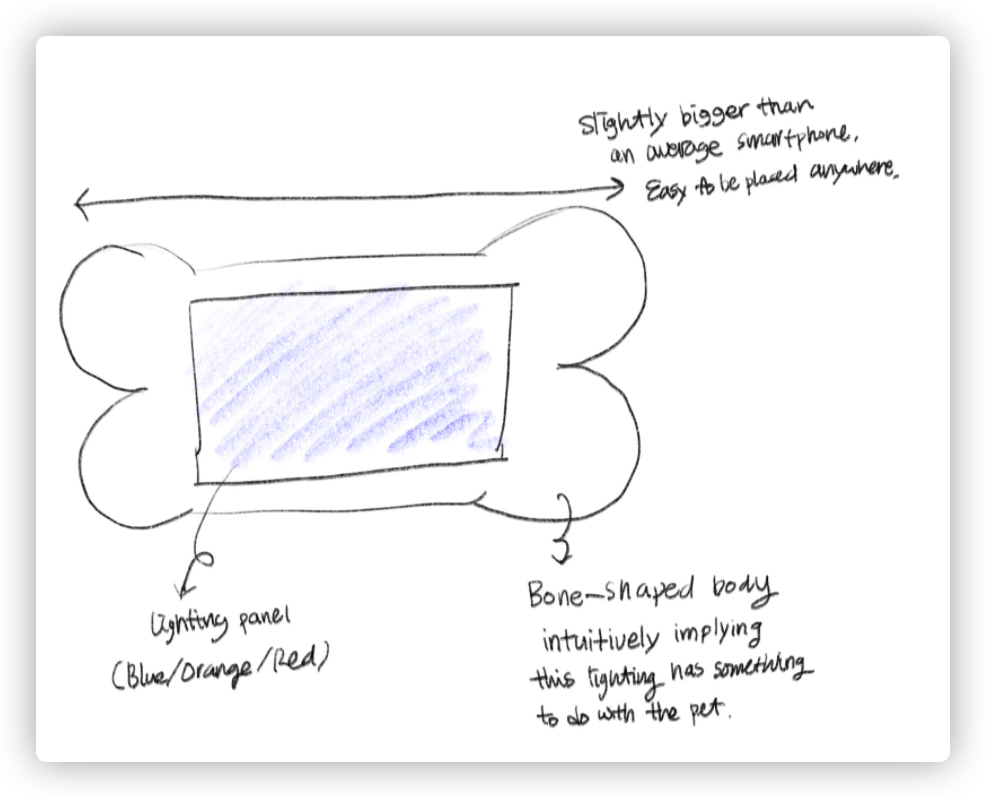 Slightly bigger than
an average smartphone.
Easy to be placed anywhere.
Lighting panel
(Blue/Orange/Red)
Bone-shaped body
intuitively implying
this lighting has something
to do with the pet.